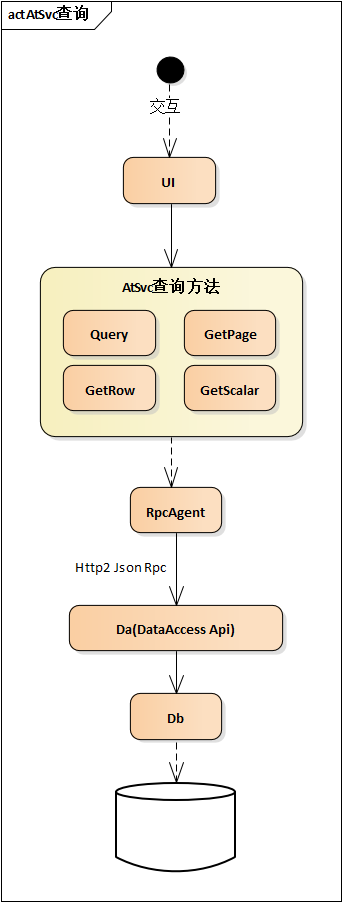 act AtSvc查询
交互
UI
AtSvc查询方法
Query
GetPage
GetRow
GetScalar
RpcAgent
Http2 Json Rpc
Da(DataAccess Api)
Db